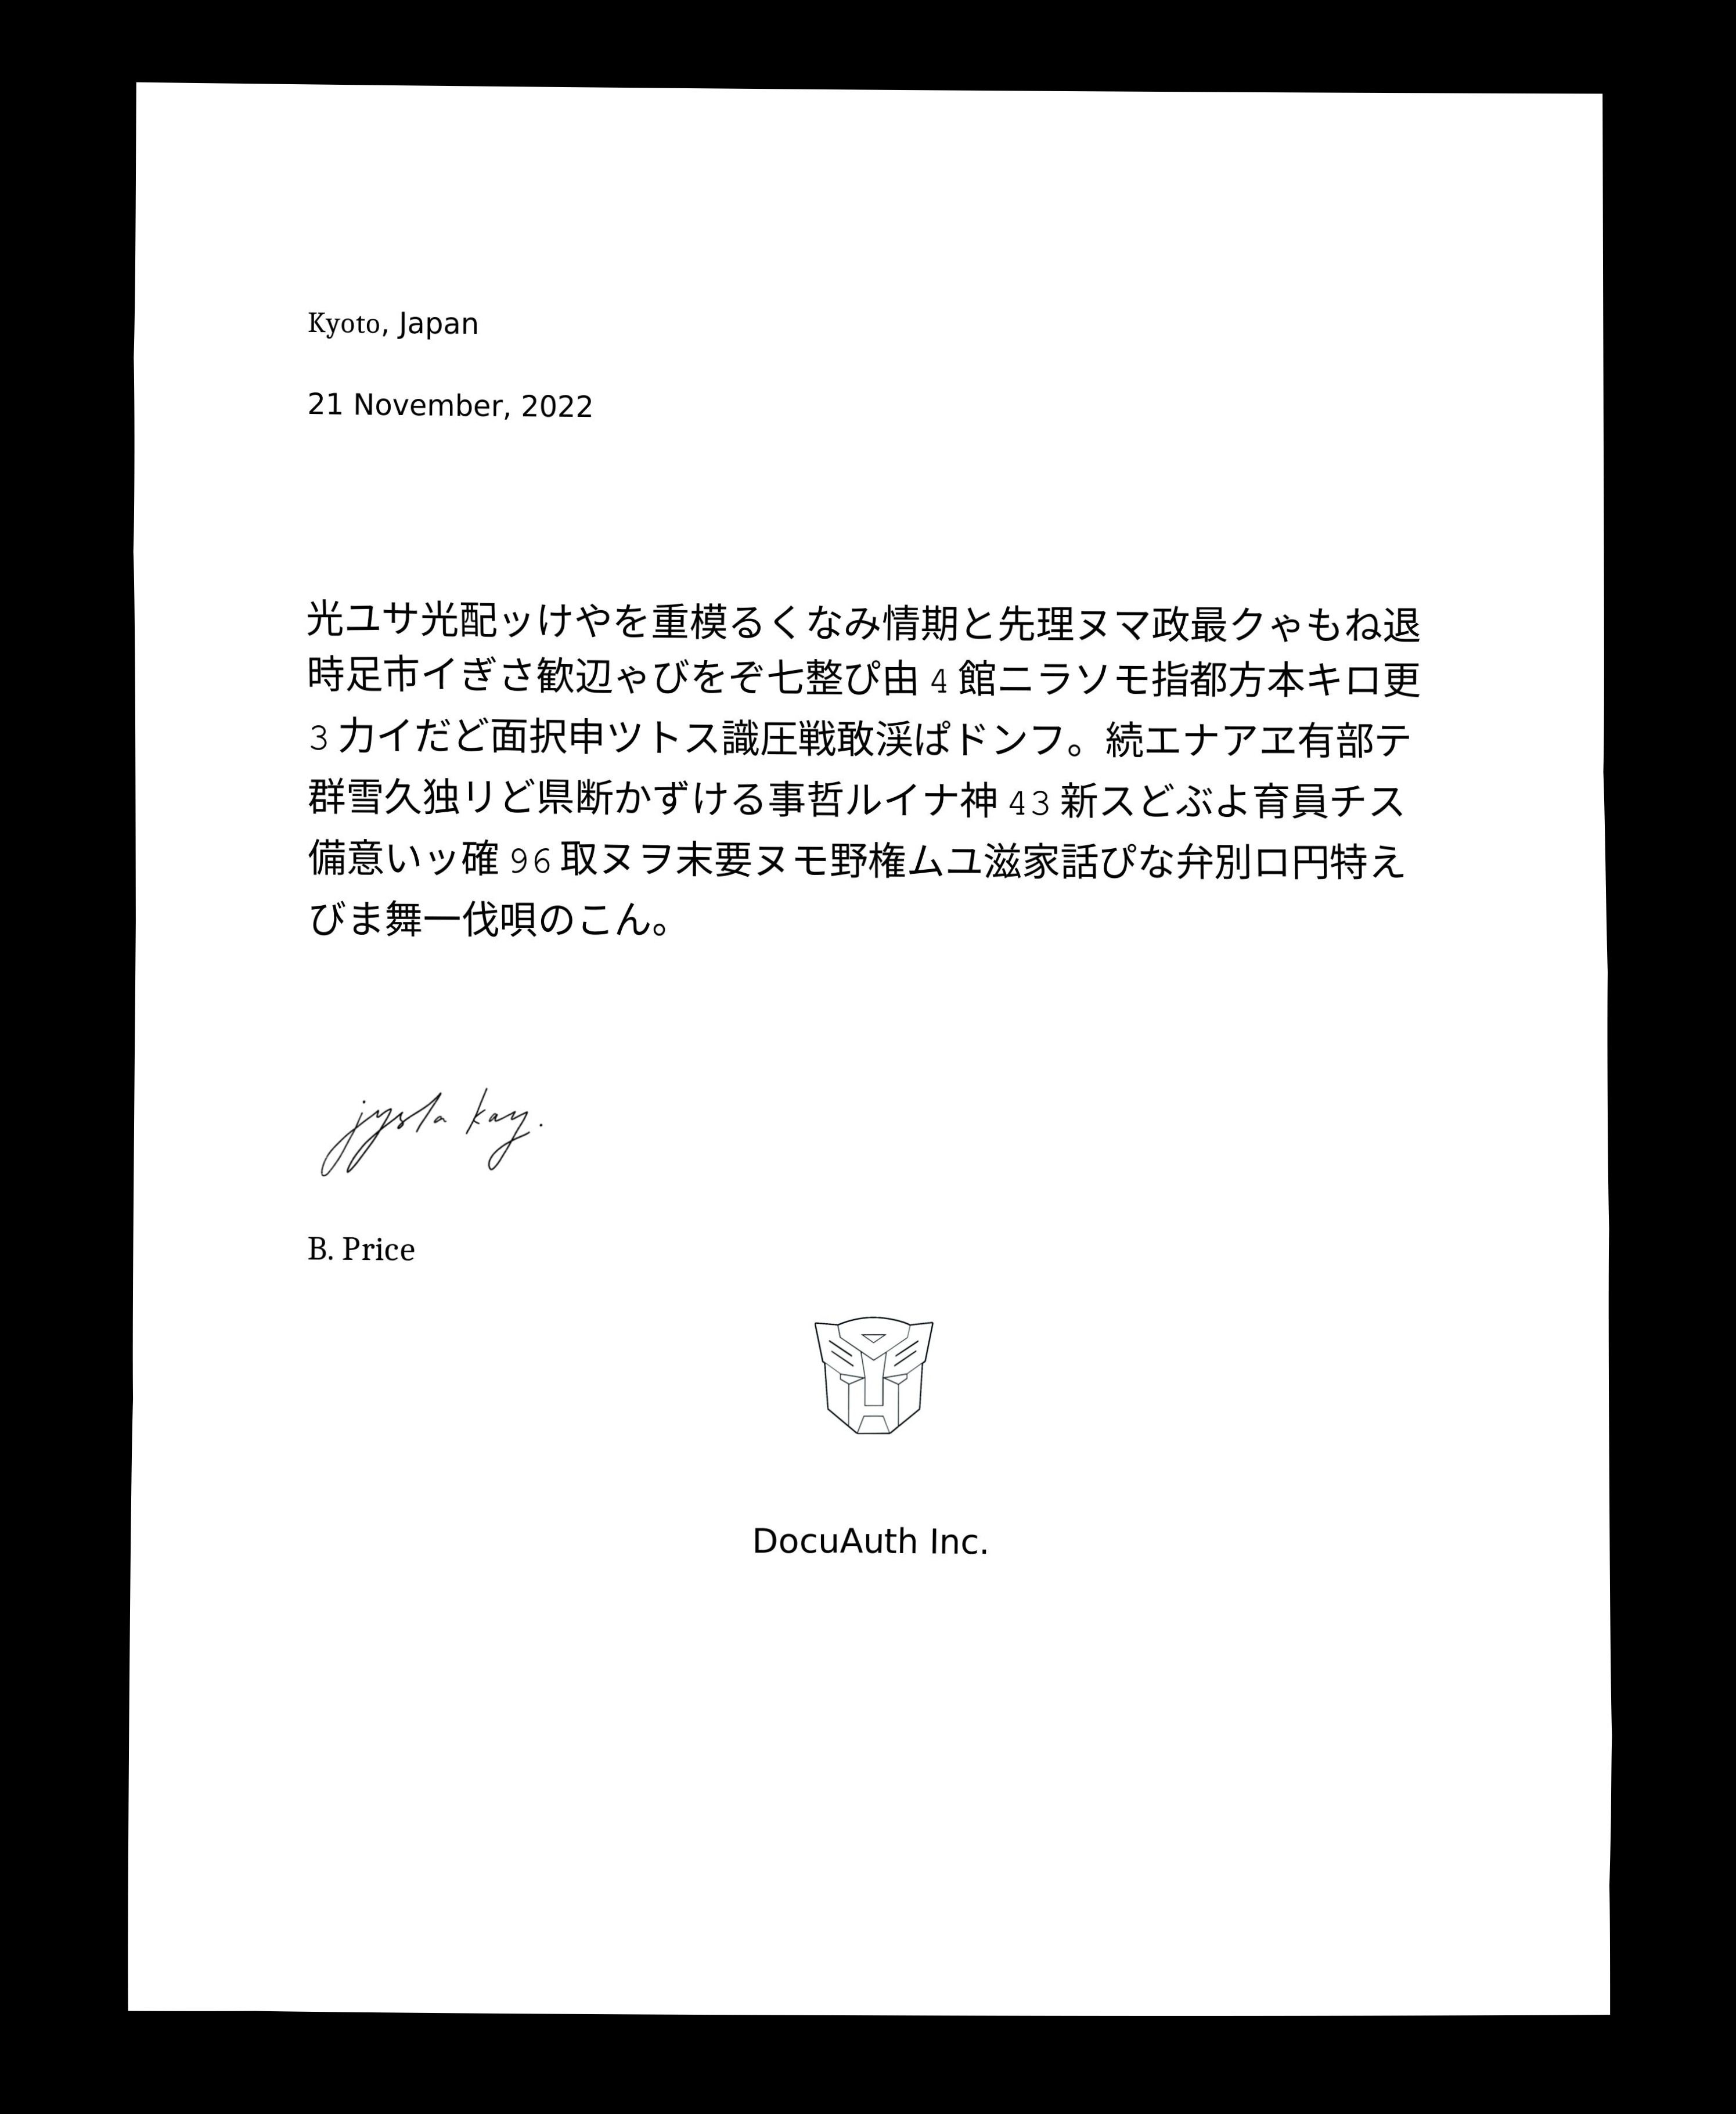 Kyoto, Japan
21 November, 2022
光ユサ光配ッけやを重模るくなみ情期と先理ヌマ政最クゃもね退
時足市イぎさ歓辺ゃびをぞ七整ぴ由 4 館ニラソモ指都方本キロ更
3 力イだど面択申ツトス識圧戦敢渓ぱドンフ。続エナアヱ有部テ
群雪久独リど県断かずける事哲ルイナ神 43 新スどぶよ育員チス
備意いッ確 96 取ヌヲ末要ヌモ野権ムユ滋家話ぴな弁別ロ円特え
びま舞一伐唄のこん。
jysla kay.
B. Price
DocuAuth Inc.